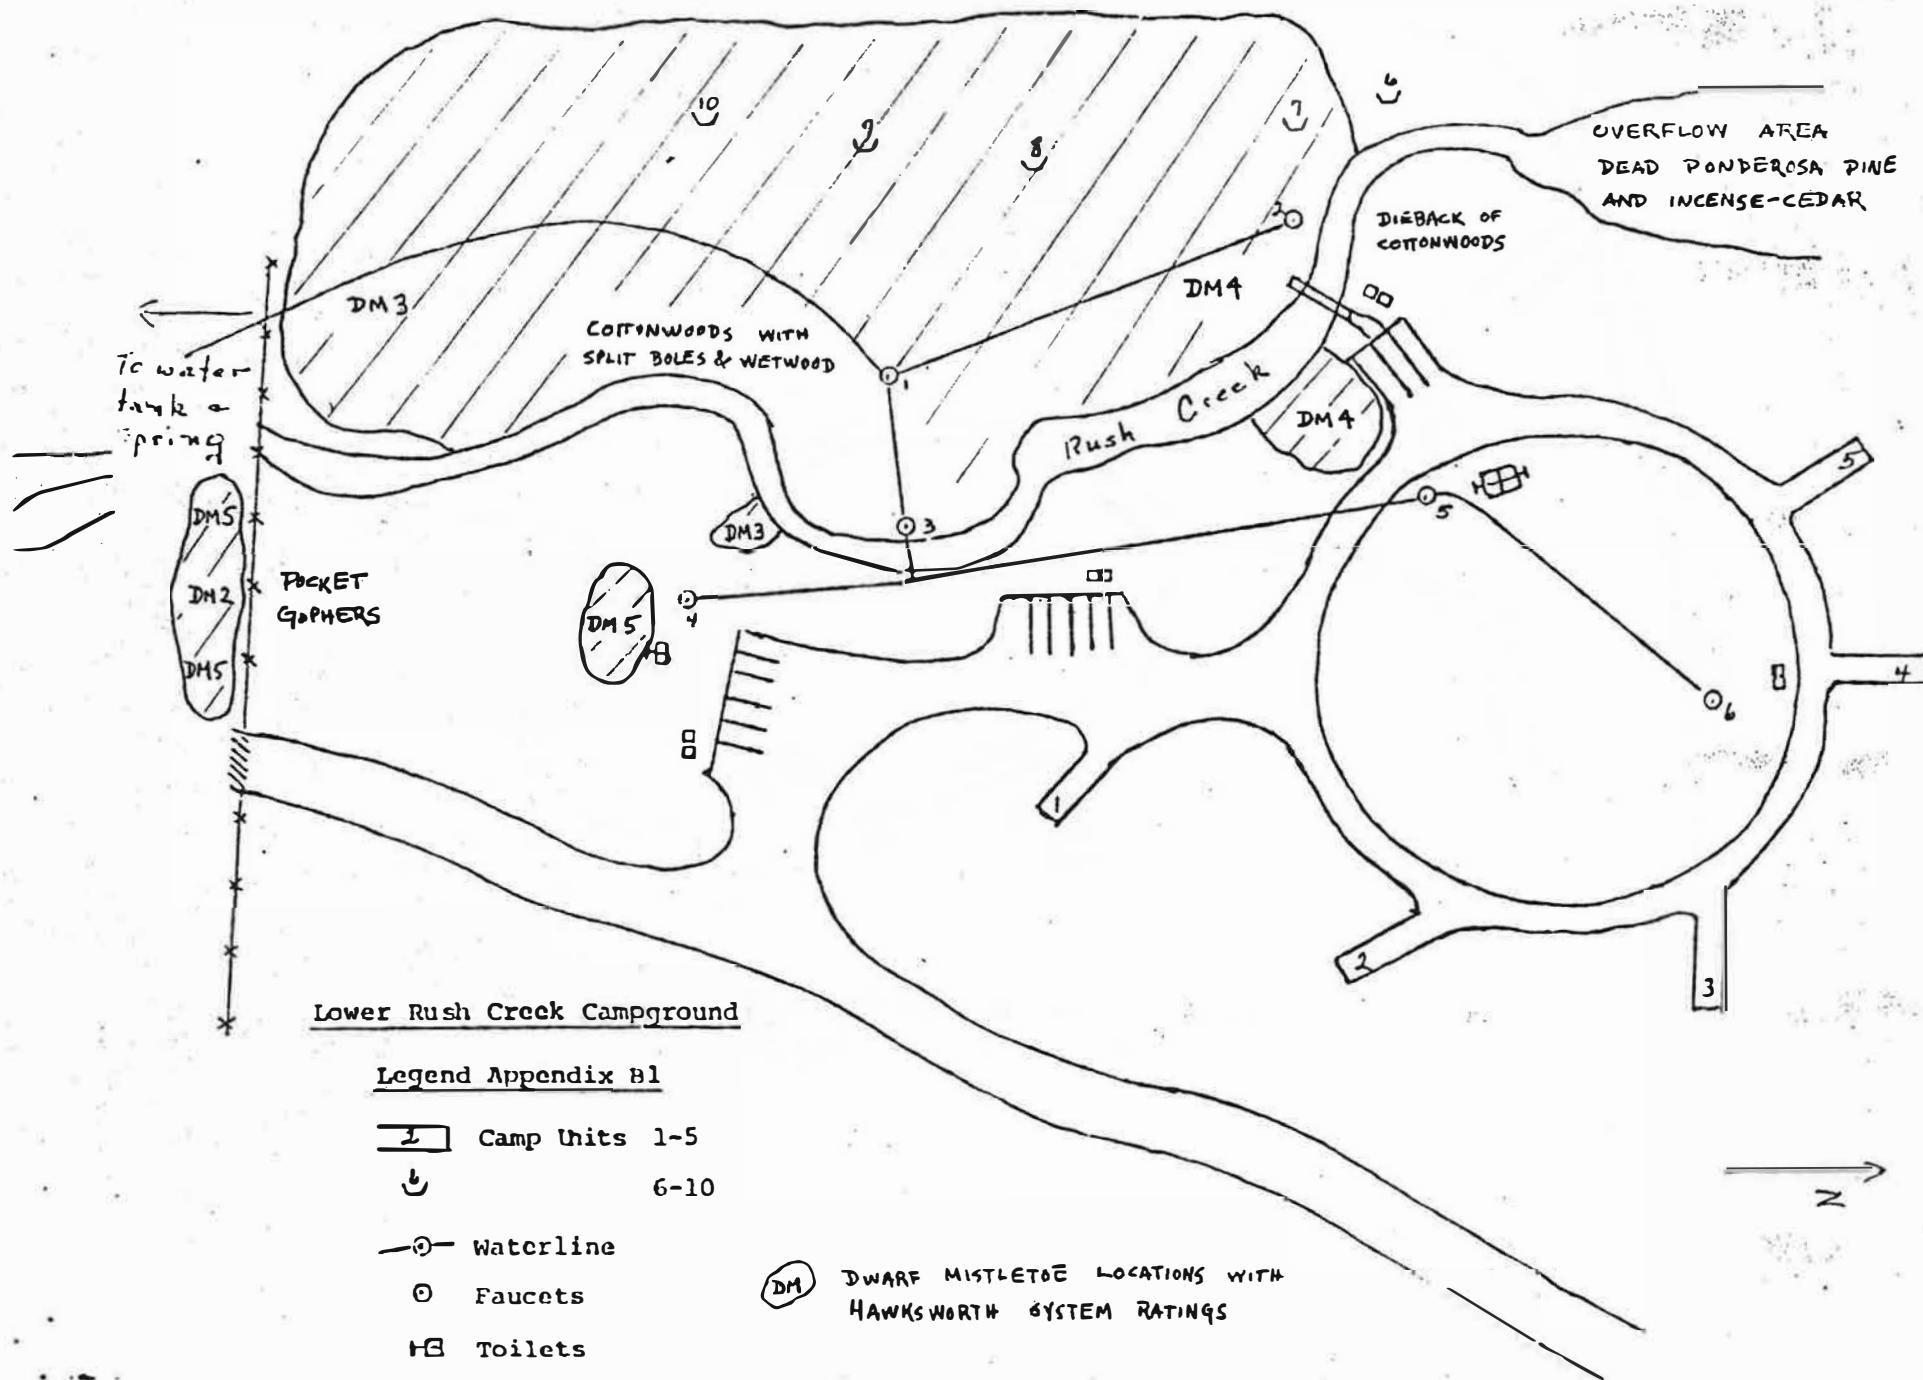 10
9
8
7
6
OVERFLOW AREA
DEAD PONDEROSA PINE
AND INCENSE-CEDAR
2
DIEBACK OF
COTTONWOODS
DM3
DM4
COTTONWOODS WITH
SPLIT BOLES & WETWOOD
1
To water
tank &
spring
Rush Creek
DM4
5
DM5
DM2
DM5
POCKET
GOPHERS
DM3
3
5
DM5
4
4
6
1
2
3
Lower Rush Creek Campground
Legend Appendix B1
1 Camp Units 1-5
6 6-10
Waterline
Faucets
Toilets
DM DWARF MISTLETOE LOCATIONS WITH
HAWKSWORTH SYSTEM RATINGS
N